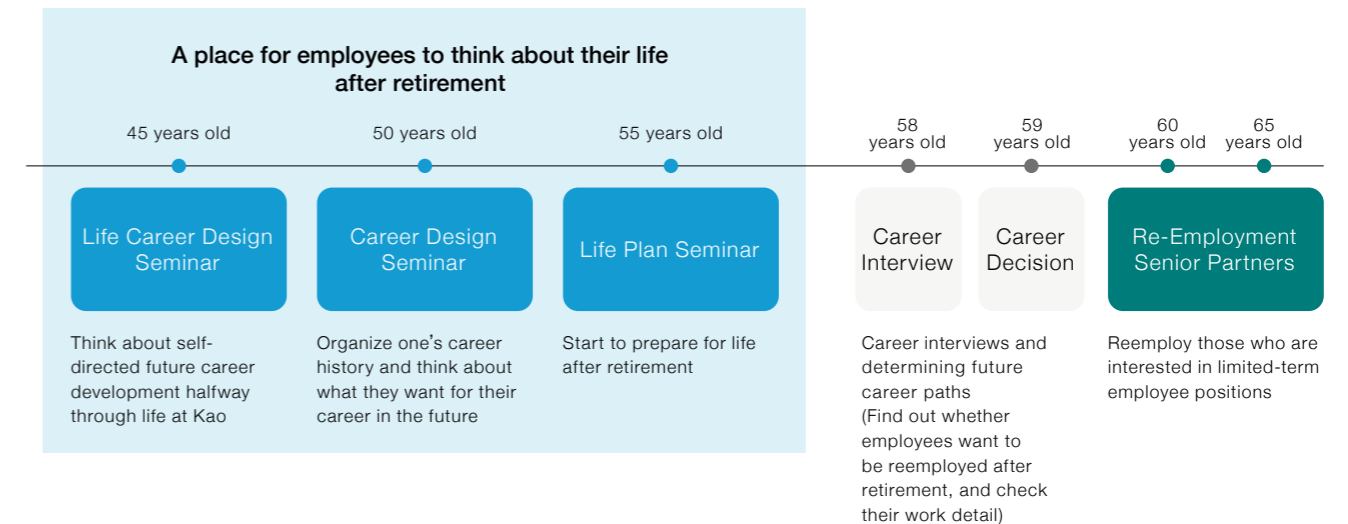 A place for employees to think about their life
after retirement
45 years old
50 years old
55 years old
58
years old
59
years old
60
years old
65
years old
Life Career Design
Seminar
Career Design
Seminar
Life Plan Seminar
Career
Interview
Career
Decision
Re-Employment
Senior Partners
Think about self-
directed future career
development halfway
through life at Kao
Organize one’s career
history and think about
what they want for their
career in the future
Start to prepare for life
after retirement
Career interviews and
determining future
career paths
(Find out whether
employees want to
be reemployed after
retirement, and check
their work detail)
Reemploy those who are
interested in limited-term
employee positions